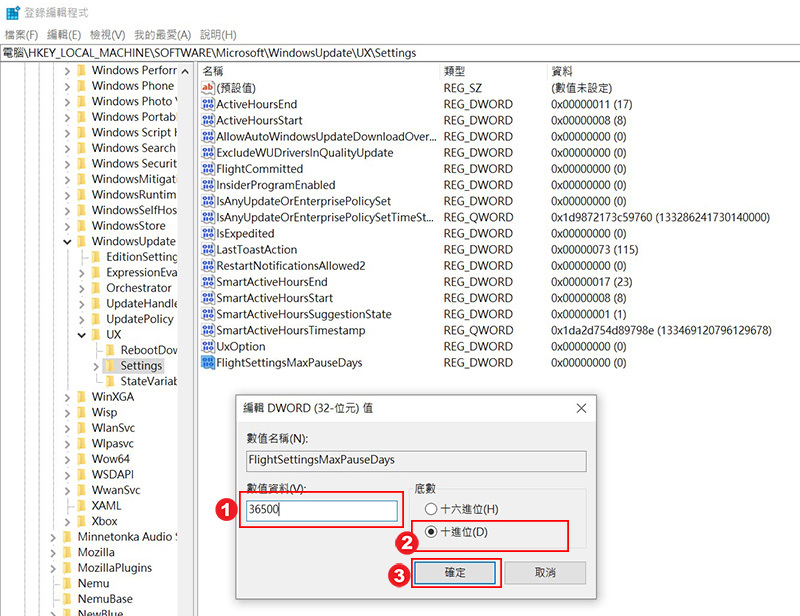 登錄編輯程式
檔案(F) 編輯(E) 檢視(V) 我的最愛(A) 說明(H)
電腦\HKEY_LOCAL_MACHINE\SOFTWARE\Microsoft\WindowsUpdate\UX\Settings
Windows Perforr
Windows Phone
Windows Photo V
Windows Portab
Windows Script H
Windows Search
Windows Securit
WindowsMitigat
WindowsRuntim
WindowsSelfHos
WindowsStore
WindowsUpdate
EditionSetting
ExpressionEva
Orchestrator
UpdateHandle
UpdatePolicy
UX
RebootDow
Settings
StateVariab
WinXGA
Wisp
WlanSvc
Wlpasvc
Wow64
WSDAPI
WwanSvc
XAML
Xbox
Minnetonka Audio S
Mozilla
MozillaPlugins
Nemu
NemuBase
NewBlue
名稱 類型 資料
ab (預設值) REG_SZ (數值未設定)
ActiveHoursEnd REG_DWORD 0x00000011 (17)
ActiveHoursStart REG_DWORD 0x00000008 (8)
AllowAutoWindowsUpdateDownloadOver... REG_DWORD 0x00000000 (0)
ExcludeWUDriversInQualityUpdate REG_DWORD 0x00000000 (0)
FlightCommitted REG_DWORD 0x00000000 (0)
InsiderProgramEnabled REG_DWORD 0x00000000 (0)
IsAnyUpdateOrEnterprisePolicySet REG_DWORD 0x00000000 (0)
IsAnyUpdateOrEnterprisePolicySetTimeSt... REG_QWORD 0x1d9872173c59760 (133286241730140000)
IsExpedited REG_DWORD 0x00000000 (0)
LastToastAction REG_DWORD 0x00000073 (115)
RestartNotificationsAllowed2 REG_DWORD 0x00000000 (0)
SmartActiveHoursEnd REG_DWORD 0x00000017 (23)
SmartActiveHoursStart REG_DWORD 0x00000008 (8)
SmartActiveHoursSuggestionState REG_DWORD 0x00000001 (1)
SmartActiveHoursTimestamp REG_QWORD 0x1da2d754d89798e (133469120796129678)
UxOption REG_DWORD 0x00000000 (0)
FlightSettingsMaxPauseDays REG_DWORD 0x00000000 (0)
編輯 DWORD (32-位元) 值
數值名稱(N):
FlightSettingsMaxPauseDays
數值資料(V): 底數
1 36500 十六進位(H)
2 十進位(D)
3 確定 取消